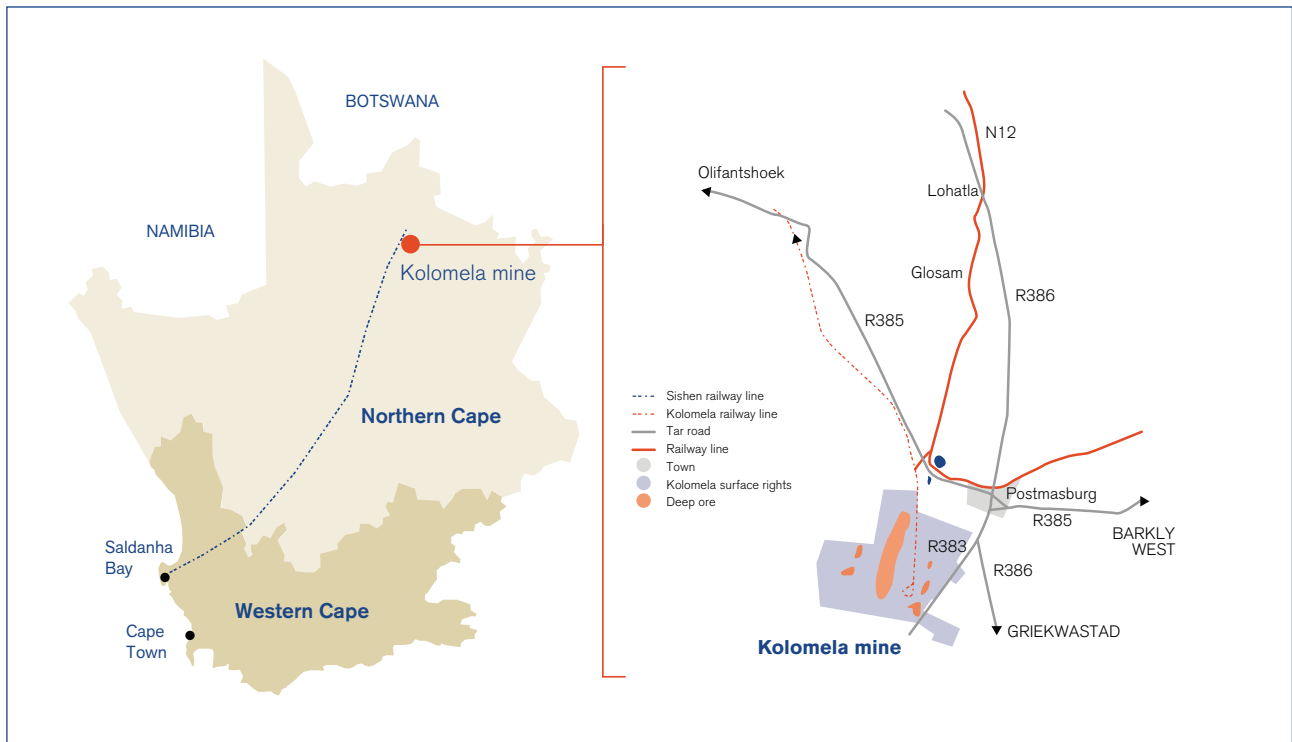 BOTSWANA
NAMIBIA
Kolomela mine
Northern Cape
Saldanha
Bay
Western Cape
Cape
Town
N12
Olifantshoek
Lohatla
Glosam
R386
R385
Sishen railway line
Kolomela railway line
Tar road
Railway line
Town
Kolomela surface rights
Deep ore
Postmasburg
R385
BARKLY
WEST
R383
R386
GRIEKWASTAD
Kolomela mine